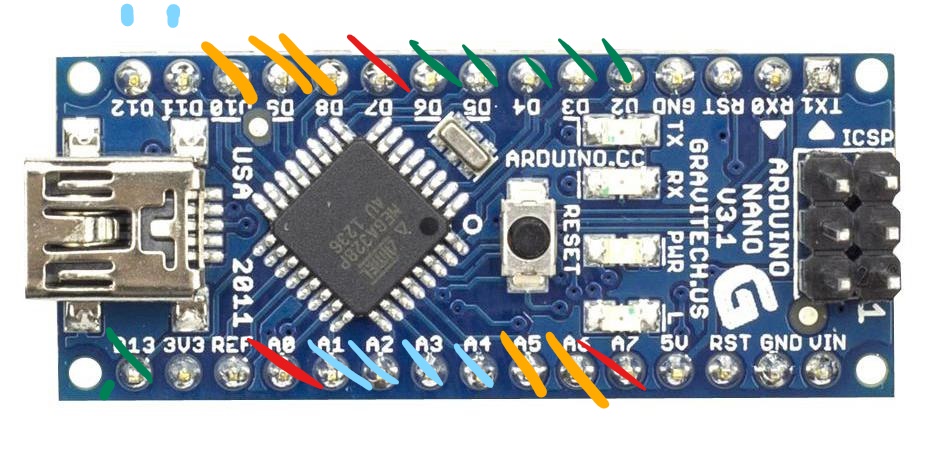 D12 D11 D10 D9 D8 D7 D6 D5 D4 D3 D2 GND RST RX0 TX1
ICSP
TX
RX
PWR
L
ARDUINO.CC
RESET
USA
2011
MEGA328P
AU 1236
GRAVITECH.US
ARDUINO
NANO
V3.1
G
1
D13 3V3 REF A0 A1 A2 A3 A4 A5 A6 A7 5V RST GND VIN